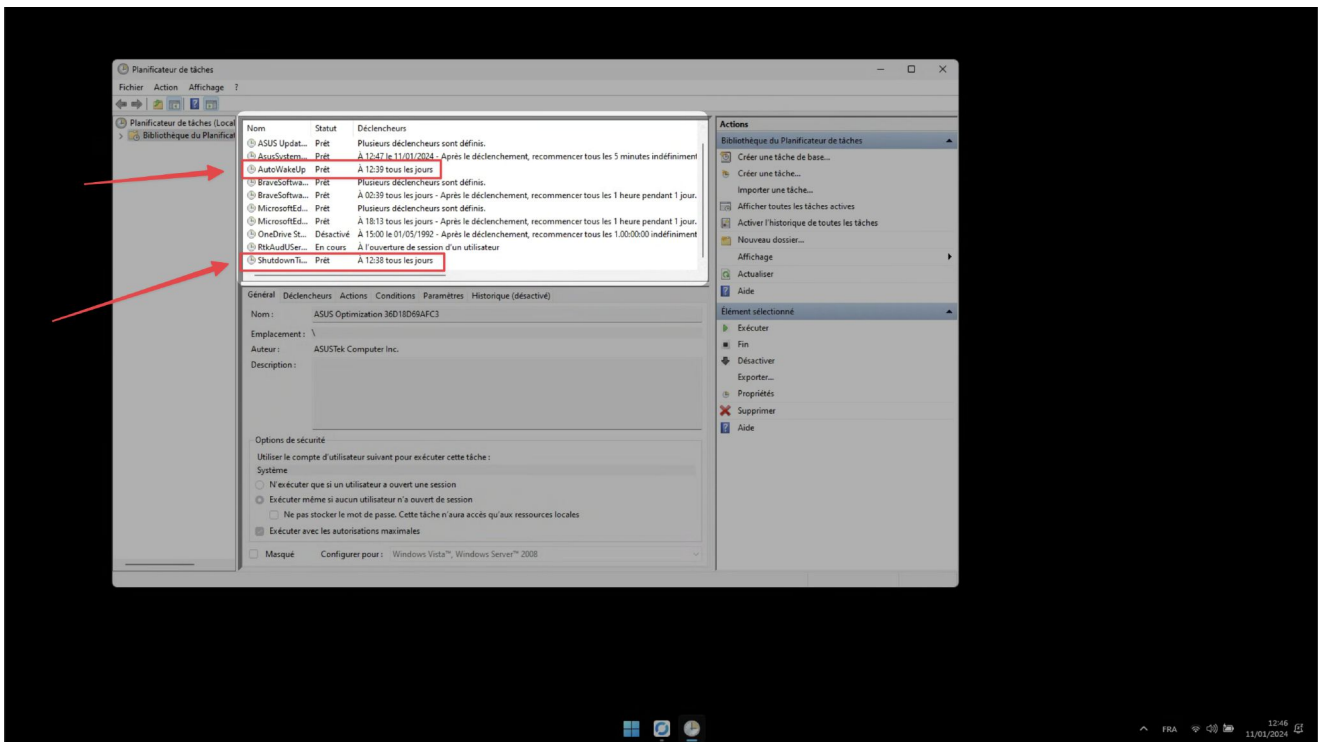 Planificateur de tâches
Fichier Action Affichage ?
Planificateur de tâches (Local
Bibliothèque du Planificat
Nom Statut Déclencheurs
ASUS Updat... Prêt Plusieurs déclencheurs sont définis.
AsusSystem... Prêt À 12:47 le 11/01/2024 - Après le déclenchement, recommencer tous les 5 minutes indéfiniment
AutoWakeUp Prêt À 12:39 tous les jours
BraveSoftwa... Prêt Plusieurs déclencheurs sont définis.
BraveSoftwa... Prêt À 02:39 tous les jours - Après le déclenchement, recommencer tous les 1 heure pendant 1 jour.
MicrosoftEd... Prêt Plusieurs déclencheurs sont définis.
MicrosoftEd... Prêt À 18:13 tous les jours - Après le déclenchement, recommencer tous les 1 heure pendant 1 jour.
OneDrive St... Désactivé À 15:00 le 01/05/1992 - Après le déclenchement, recommencer tous les 1.00:00:00 indéfiniment
RtkAudUSer... En cours À l'ouverture de session d'un utilisateur
ShutdownTi... Prêt À 12:38 tous les jours
Général Déclencheurs Actions Conditions Paramètres Historique (désactivé)
Nom : ASUS Optimization 36D18D69AFC3
Emplacement : \
Auteur : ASUSTek Computer Inc.
Description :
Options de sécurité
Utiliser le compte d'utilisateur suivant pour exécuter cette tâche :
Système
N'exécuter que si un utilisateur a ouvert une session
Exécuter même si aucun utilisateur n'a ouvert de session
Ne pas stocker le mot de passe. Cette tâche n'aura accès qu'aux ressources locales
Exécuter avec les autorisations maximales
Masqué Configurer pour : Windows Vista™, Windows Server™ 2008
Actions
Bibliothèque du Planificateur de tâches
Créer une tâche de base...
Créer une tâche...
Importer une tâche...
Afficher toutes les tâches actives
Activer l'historique de toutes les tâches
Nouveau dossier...
Affichage
Actualiser
Aide
Élément sélectionné
Exécuter
Fin
Désactiver
Exporter...
Propriétés
Supprimer
Aide
FRA 12:46
11/01/2024